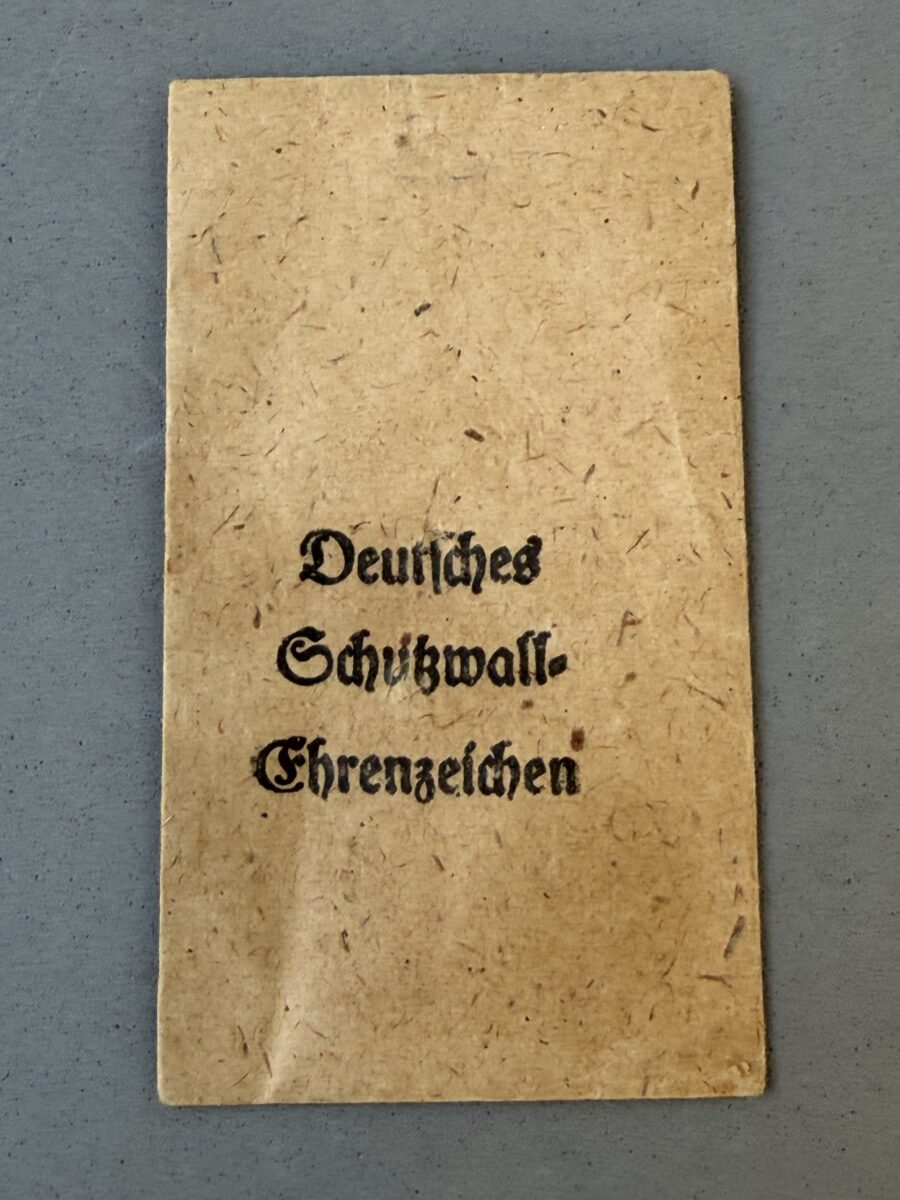 Deutsches
Schutzwall-
Ehrenzeichen